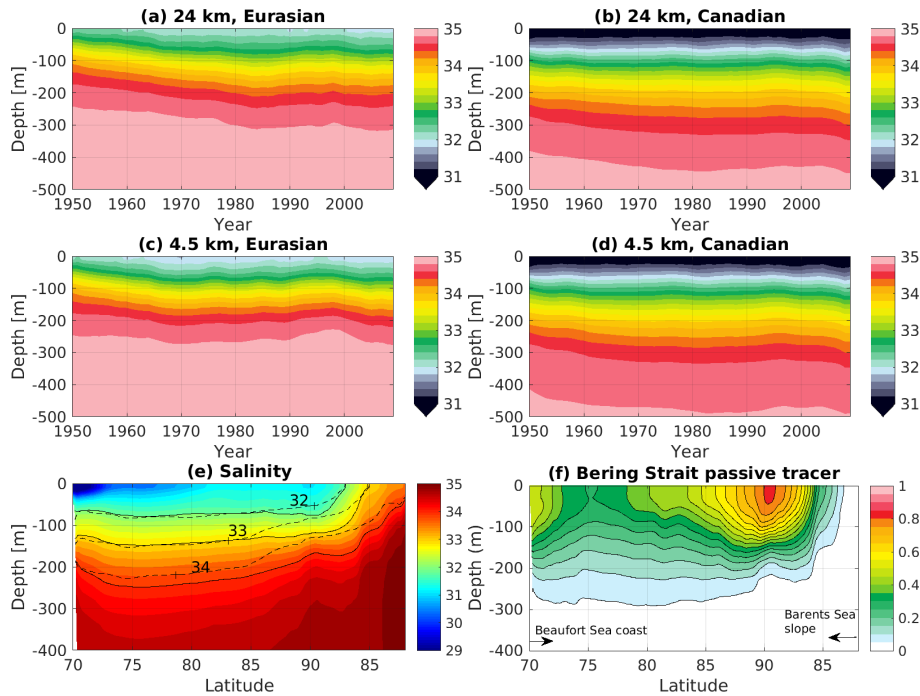 (a) 24 km, Eurasian
(b) 24 km, Canadian
0
-100
-200
-300
-400
-500
Depth [m]
1950 1960 1970 1980 1990 2000
Year
35
34
33
32
31
0
-100
-200
-300
-400
-500
Depth [m]
1950 1960 1970 1980 1990 2000
Year
35
34
33
32
31
(c) 4.5 km, Eurasian
(d) 4.5 km, Canadian
0
-100
-200
-300
-400
-500
Depth [m]
1950 1960 1970 1980 1990 2000
Year
35
34
33
32
31
0
-100
-200
-300
-400
-500
Depth [m]
1950 1960 1970 1980 1990 2000
Year
35
34
33
32
31
(e) Salinity
(f) Bering Strait passive tracer
0
-100
-200
-300
-400
Depth [m]
32
33
34
70 75 80 85 90 85
Latitude
35
34
33
32
31
30
29
0
-100
-200
-300
-400
Depth (m)
Beaufort Sea coast
Barents Sea
slope
70 75 80 85 90 85
Latitude
1
0.8
0.6
0.4
0.2
0